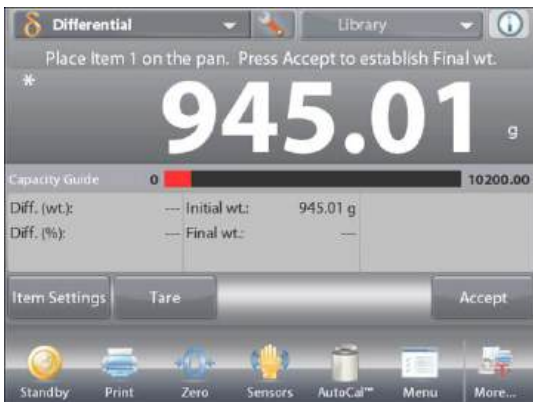 δ Differential Library i
Place Item 1 on the pan. Press Accept to establish Final wt.
* 945.01 g
Capacity Guide 0 10200.00
Diff. (wt.): --- Initial wt.: 945.01 g
Diff. (%): --- Final wt.: ---
Item Settings Tare Accept
Standby Print Zero Sensors AutoCal™ Menu More...